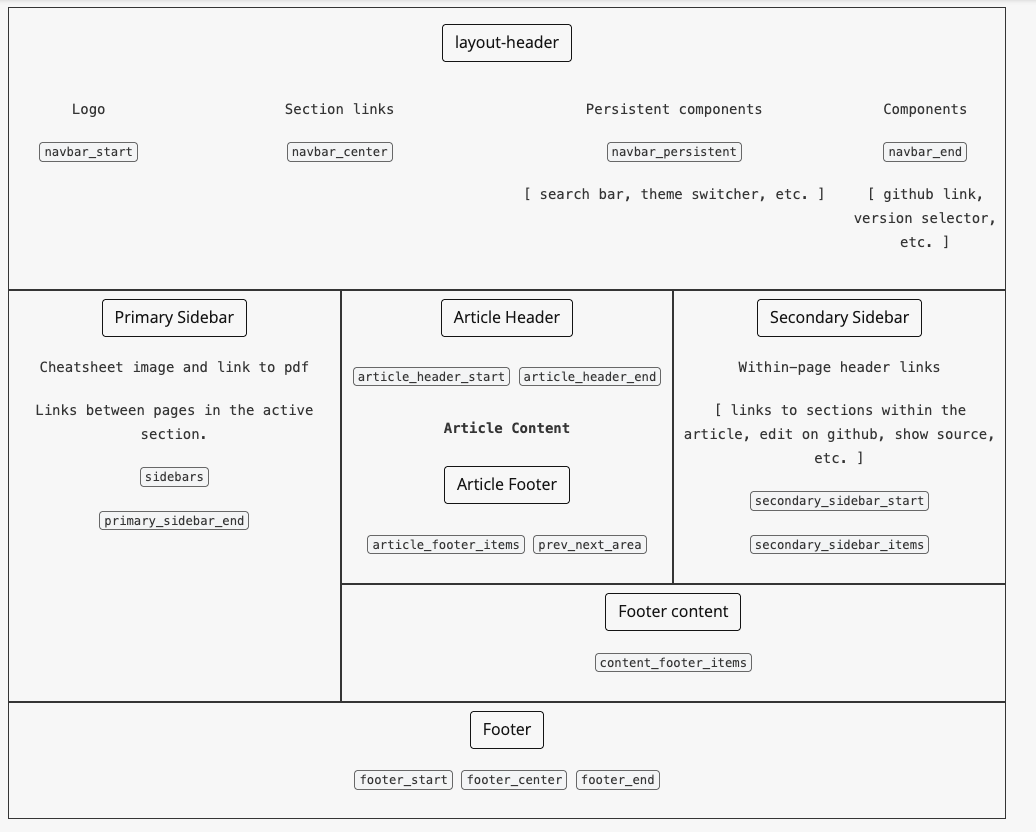 layout-header
Logo
navbar_start
Section links
navbar_center
Persistent components
navbar_persistent
[ search bar, theme switcher, etc. ]
Components
navbar_end
[ github link,
version selector,
etc. ]
Primary Sidebar
Cheatsheet image and link to pdf
Links between pages in the active
section.
sidebars
primary_sidebar_end
Article Header
article_header_start article_header_end
Article Content
Article Footer
article_footer_items prev_next_area
Secondary Sidebar
Within-page header links
[ links to sections within the
article, edit on github, show source,
etc. ]
secondary_sidebar_start
secondary_sidebar_items
Footer content
content_footer_items
Footer
footer_start footer_center footer_end